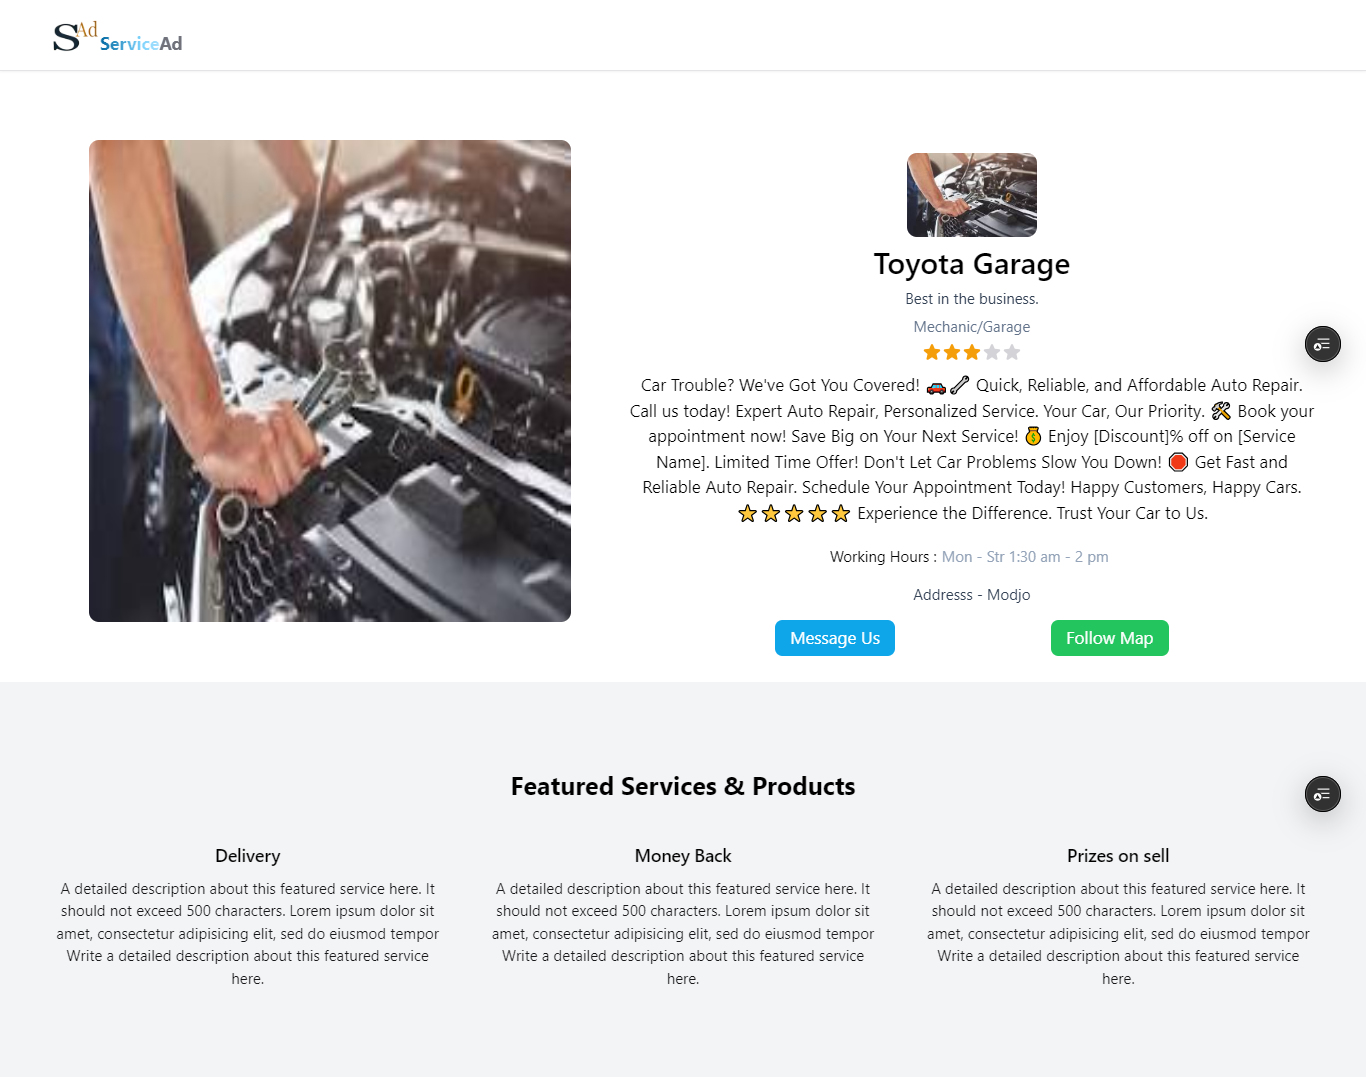 SAd ServiceAd
Toyota Garage
Best in the business.
Mechanic/Garage
Car Trouble? We've Got You Covered! 🚗🔧 Quick, Reliable, and Affordable Auto Repair.
Call us today! Expert Auto Repair, Personalized Service. Your Car, Our Priority. 🛠 Book your
appointment now! Save Big on Your Next Service! 💰 Enjoy [Discount]% off on [Service
Name]. Limited Time Offer! Don't Let Car Problems Slow You Down! 🛑 Get Fast and
Reliable Auto Repair. Schedule Your Appointment Today! Happy Customers, Happy Cars.
⭐⭐⭐⭐⭐ Experience the Difference. Trust Your Car to Us.
Working Hours : Mon - Str 1:30 am - 2 pm
Addresss - Modjo
Message Us
Follow Map
Featured Services & Products
Delivery
A detailed description about this featured service here. It
should not exceed 500 characters. Lorem ipsum dolor sit
amet, consectetur adipisicing elit, sed do eiusmod tempor
Write a detailed description about this featured service
here.
Money Back
A detailed description about this featured service here. It
should not exceed 500 characters. Lorem ipsum dolor sit
amet, consectetur adipisicing elit, sed do eiusmod tempor
Write a detailed description about this featured service
here.
Prizes on sell
A detailed description about this featured service here. It
should not exceed 500 characters. Lorem ipsum dolor sit
amet, consectetur adipisicing elit, sed do eiusmod tempor
Write a detailed description about this featured service
here.